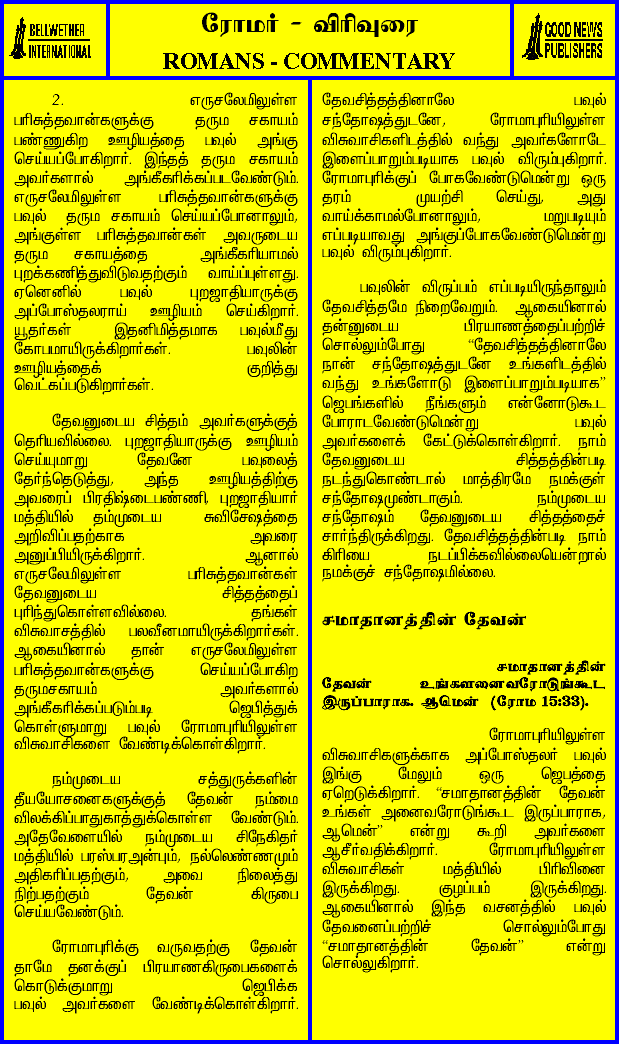 BELLWETHER
INTERNATIONAL
ரோமர் - விரிவுரை
ROMANS - COMMENTARY
GOOD NEWS
PUBLISHERS
2. எருசலேமிலுள்ள
பரிசுத்தவான்களுக்கு தரும சகாயம்
பண்ணுகிற ஊழியத்தை பவுல் அங்கு
செய்யப்போகிறார். இந்தத் தரும சகாயம்
அவர்களால் அங்கீகரிக்கப்படவேண்டும்.
எருசலேமிலுள்ள பரிசுத்தவான்களுக்கு
பவுல் தரும சகாயம் செய்யப்போனாலும்,
அங்குள்ள பரிசுத்தவான்கள் அவருடைய
தரும சகாயத்தை அங்கீகரியாமல்
புறக்கணித்துவிடுவதற்கும் வாய்ப்புள்ளது.
ஏனெனில் பவுல் புறஜாதியாருக்கு
அப்போஸ்தலராய் ஊழியம் செய்கிறார்.
யூதர்கள் இதனிமித்தமாக பவுல்மீது
கோபமாயிருக்கிறார்கள். பவுலின்
ஊழியத்தைக் குறித்து
வெட்கப்படுகிறார்கள்.
தேவனுடைய சித்தம் அவர்களுக்குத்
தெரியவில்லை. புறஜாதியாருக்கு ஊழியம்
செய்யுமாறு தேவனே பவுலைத்
தேர்ந்தெடுத்து, அந்த ஊழியத்திற்கு
அவரைப் பிரதிஷ்டைபண்ணி, புறஜாதியார்
மத்தியில் தம்முடைய சுவிசேஷத்தை
அறிவிப்பதற்காக அவரை
அனுப்பியிருக்கிறார். ஆனால்
எருசலேமிலுள்ள பரிசுத்தவான்கள்
தேவனுடைய சித்தத்தைப்
புரிந்துகொள்ளவில்லை. தங்கள்
விசுவாசத்தில் பலவீனமாயிருக்கிறார்கள்.
ஆகையினால் தான் எருசலேமிலுள்ள
பரிசுத்தவான்களுக்கு செய்யப்போகிற
தருமசகாயம் அவர்களால்
அங்கீகரிக்கப்படும்படி ஜெபித்துக்
கொள்ளுமாறு பவுல் ரோமாபுரியிலுள்ள
விசுவாசிகளை வேண்டிக்கொள்கிறார்.
நம்முடைய சத்துருக்களின்
தீயயோசனைகளுக்குத் தேவன் நம்மை
விலக்கிப்பாதுகாத்துக்கொள்ள வேண்டும்.
அதேவேளையில் நம்முடைய சிநேகிதர்
மத்தியில் பரஸ்பரஅன்பும், நல்லெண்ணமும்
அதிகரிப்பதற்கும், அவை நிலைத்து
நிற்பதற்கும் தேவன் கிருபை
செய்யவேண்டும்.
ரோமாபுரிக்கு வருவதற்கு தேவன்
தாமே தனக்குப் பிரயாணகிருபைகளைக்
கொடுக்குமாறு ஜெபிக்க
பவுல் அவர்களை வேண்டிக்கொள்கிறார்.
தேவசித்தத்தினாலே பவுல்
சந்தோஷத்துடனே, ரோமாபுரியிலுள்ள
விசுவாசிகளிடத்தில் வந்து அவர்களோடே
இளைப்பாறும்படியாக பவுல் விரும்புகிறார்.
ரோமாபுரிக்குப் போகவேண்டுமென்று ஒரு
தரம் முயற்சி செய்து, அது
வாய்க்காமல்போனாலும், மறுபடியும்
எப்படியாவது அங்குப்போகவேண்டுமென்று
பவுல் விரும்புகிறார்.
பவுலின் விருப்பம் எப்படியிருந்தாலும்
தேவசித்தமே நிறைவேறும். ஆகையினால்
தன்னுடைய பிரயாணத்தைப்பற்றிச்
சொல்லும்போது “தேவசித்தத்தினாலே
நான் சந்தோஷத்துடனே உங்களிடத்தில்
வந்து உங்களோடு இளைப்பாறும்படியாக”
ஜெபங்களில் நீங்களும் என்னோடுகூட
போராடவேண்டுமென்று பவுல்
அவர்களைக் கேட்டுக்கொள்கிறார். நாம்
தேவனுடைய சித்தத்தின்படி
நடந்துகொண்டால் மாத்திரமே நமக்குள்
சந்தோஷமுண்டாகும். நம்முடைய
சந்தோஷம் தேவனுடைய சித்தத்தைச்
சார்ந்திருக்கிறது. தேவசித்தத்தின்படி நாம்
கிரியை நடப்பிக்கவில்லையென்றால்
நமக்குச் சந்தோஷமில்லை.
சமாதானத்தின் தேவன்
சமாதானத்தின்
தேவன் உங்களனைவரோடுங்கூட
இருப்பாராக. ஆமென் (ரோம 15:33).
ரோமாபுரியிலுள்ள
விசுவாசிகளுக்காக அப்போஸ்தலர் பவுல்
இங்கு மேலும் ஒரு ஜெபத்தை
ஏறெடுக்கிறார். “சமாதானத்தின் தேவன்
உங்கள் அனைவரோடுங்கூட இருப்பாராக,
ஆமென்” என்று கூறி அவர்களை
ஆசீர்வதிக்கிறார். ரோமாபுரியிலுள்ள
விசுவாசிகள் மத்தியில் பிரிவினை
இருக்கிறது. குழப்பம் இருக்கிறது.
ஆகையினால் இந்த வசனத்தில் பவுல்
தேவனைப்பற்றிச் சொல்லும்போது
“சமாதானத்தின் தேவன்” என்று
சொல்லுகிறார்.